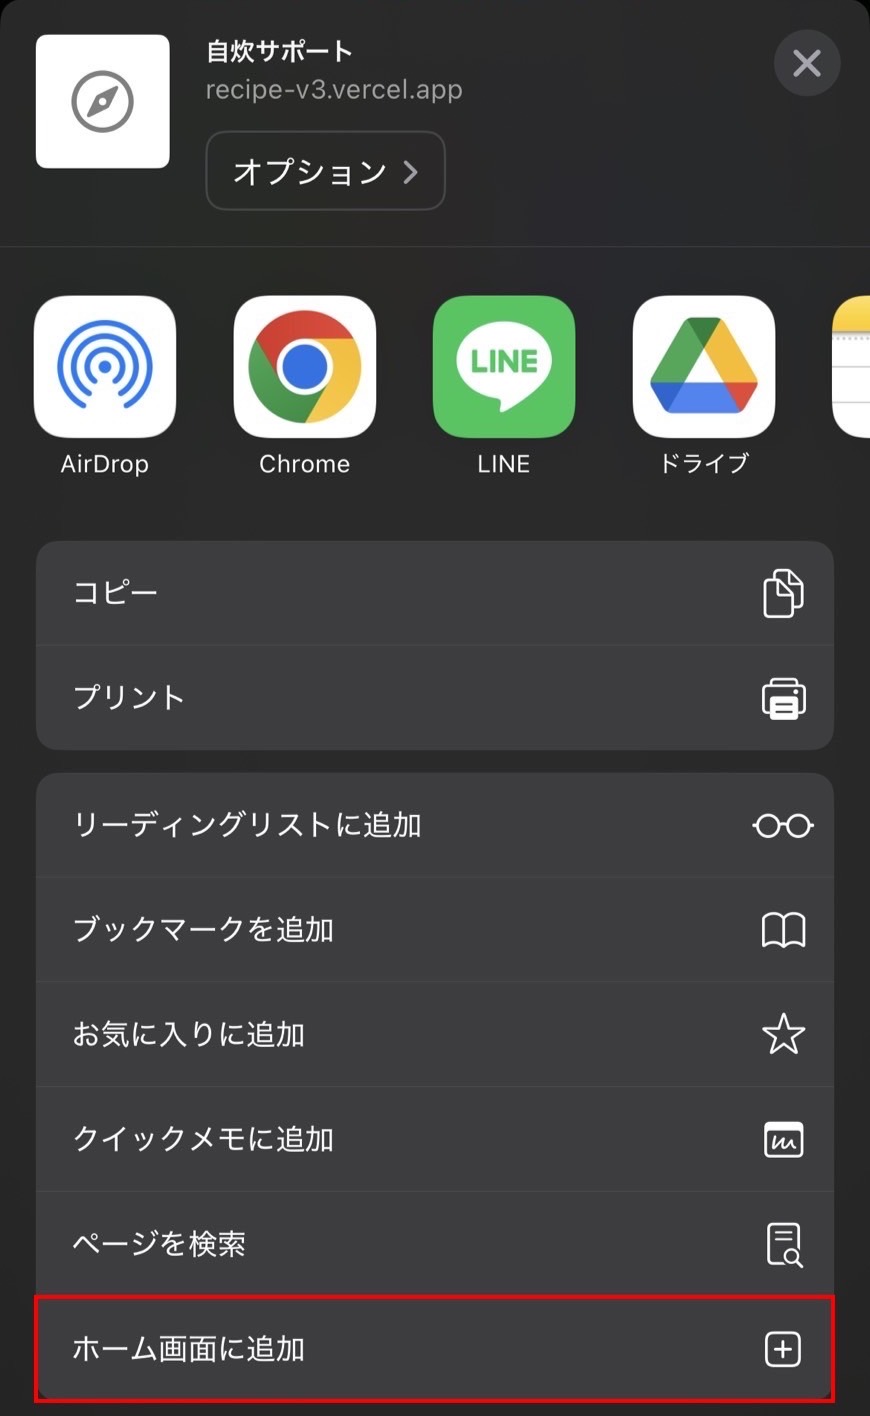 自炊サポート
recipe-v3.vercel.app
オプション
LINE
AirDrop
Chrome
LINE
ドライブ
コピー
プリント
リーディングリストに追加
ブックマークを追加
お気に入りに追加
クイックメモに追加
ページを検索
ホーム画面に追加